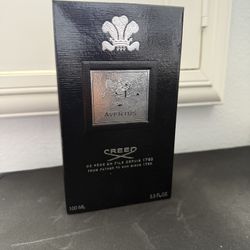 AVENTUS
CREED
DE PERE EN FILS DEPUIS 1760
FROM FATHER TO SON SINCE 1760
100 ML
3.3 FL.OZ.